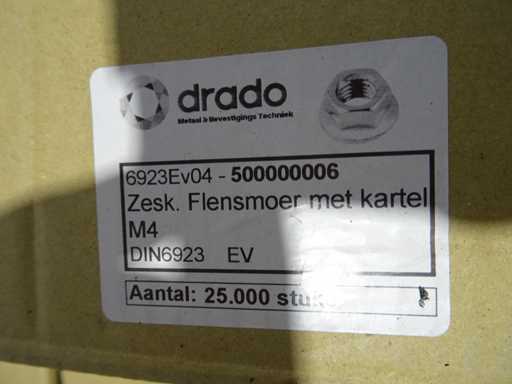 drado
Metaal & Bevestigings Techniek
6923Ev04 - 500000006
Zesk. Flensmoer met kartel
M4
DIN6923 EV
Aantal: 25.000 stuks